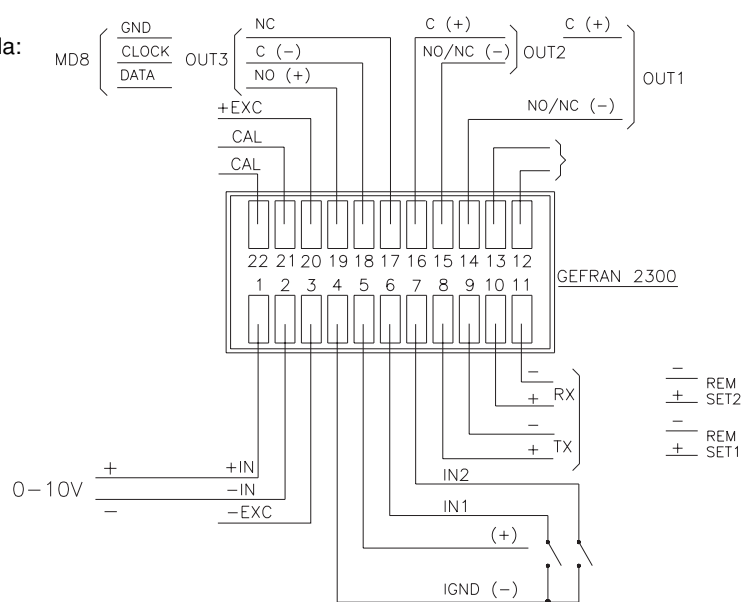 la:
GND
CLOCK
DATA
MD8
OUT3
NC
C (-)
NO (+)
C (+)
NO/NC (-)
OUT2
C (+)
OUT1
NO/NC (-)
+EXC
CAL
CAL
22 21 20 19 18 17 16 15 14 13 12
1 2 3 4 5 6 7 8 9 10 11
GEFRAN 2300
-
+
RX
-
+
TX
-
+
REM
SET2
-
+
REM
SET1
0-10V
+
-
+IN
-IN
-EXC
IN2
IN1
(+)
IGND (-)